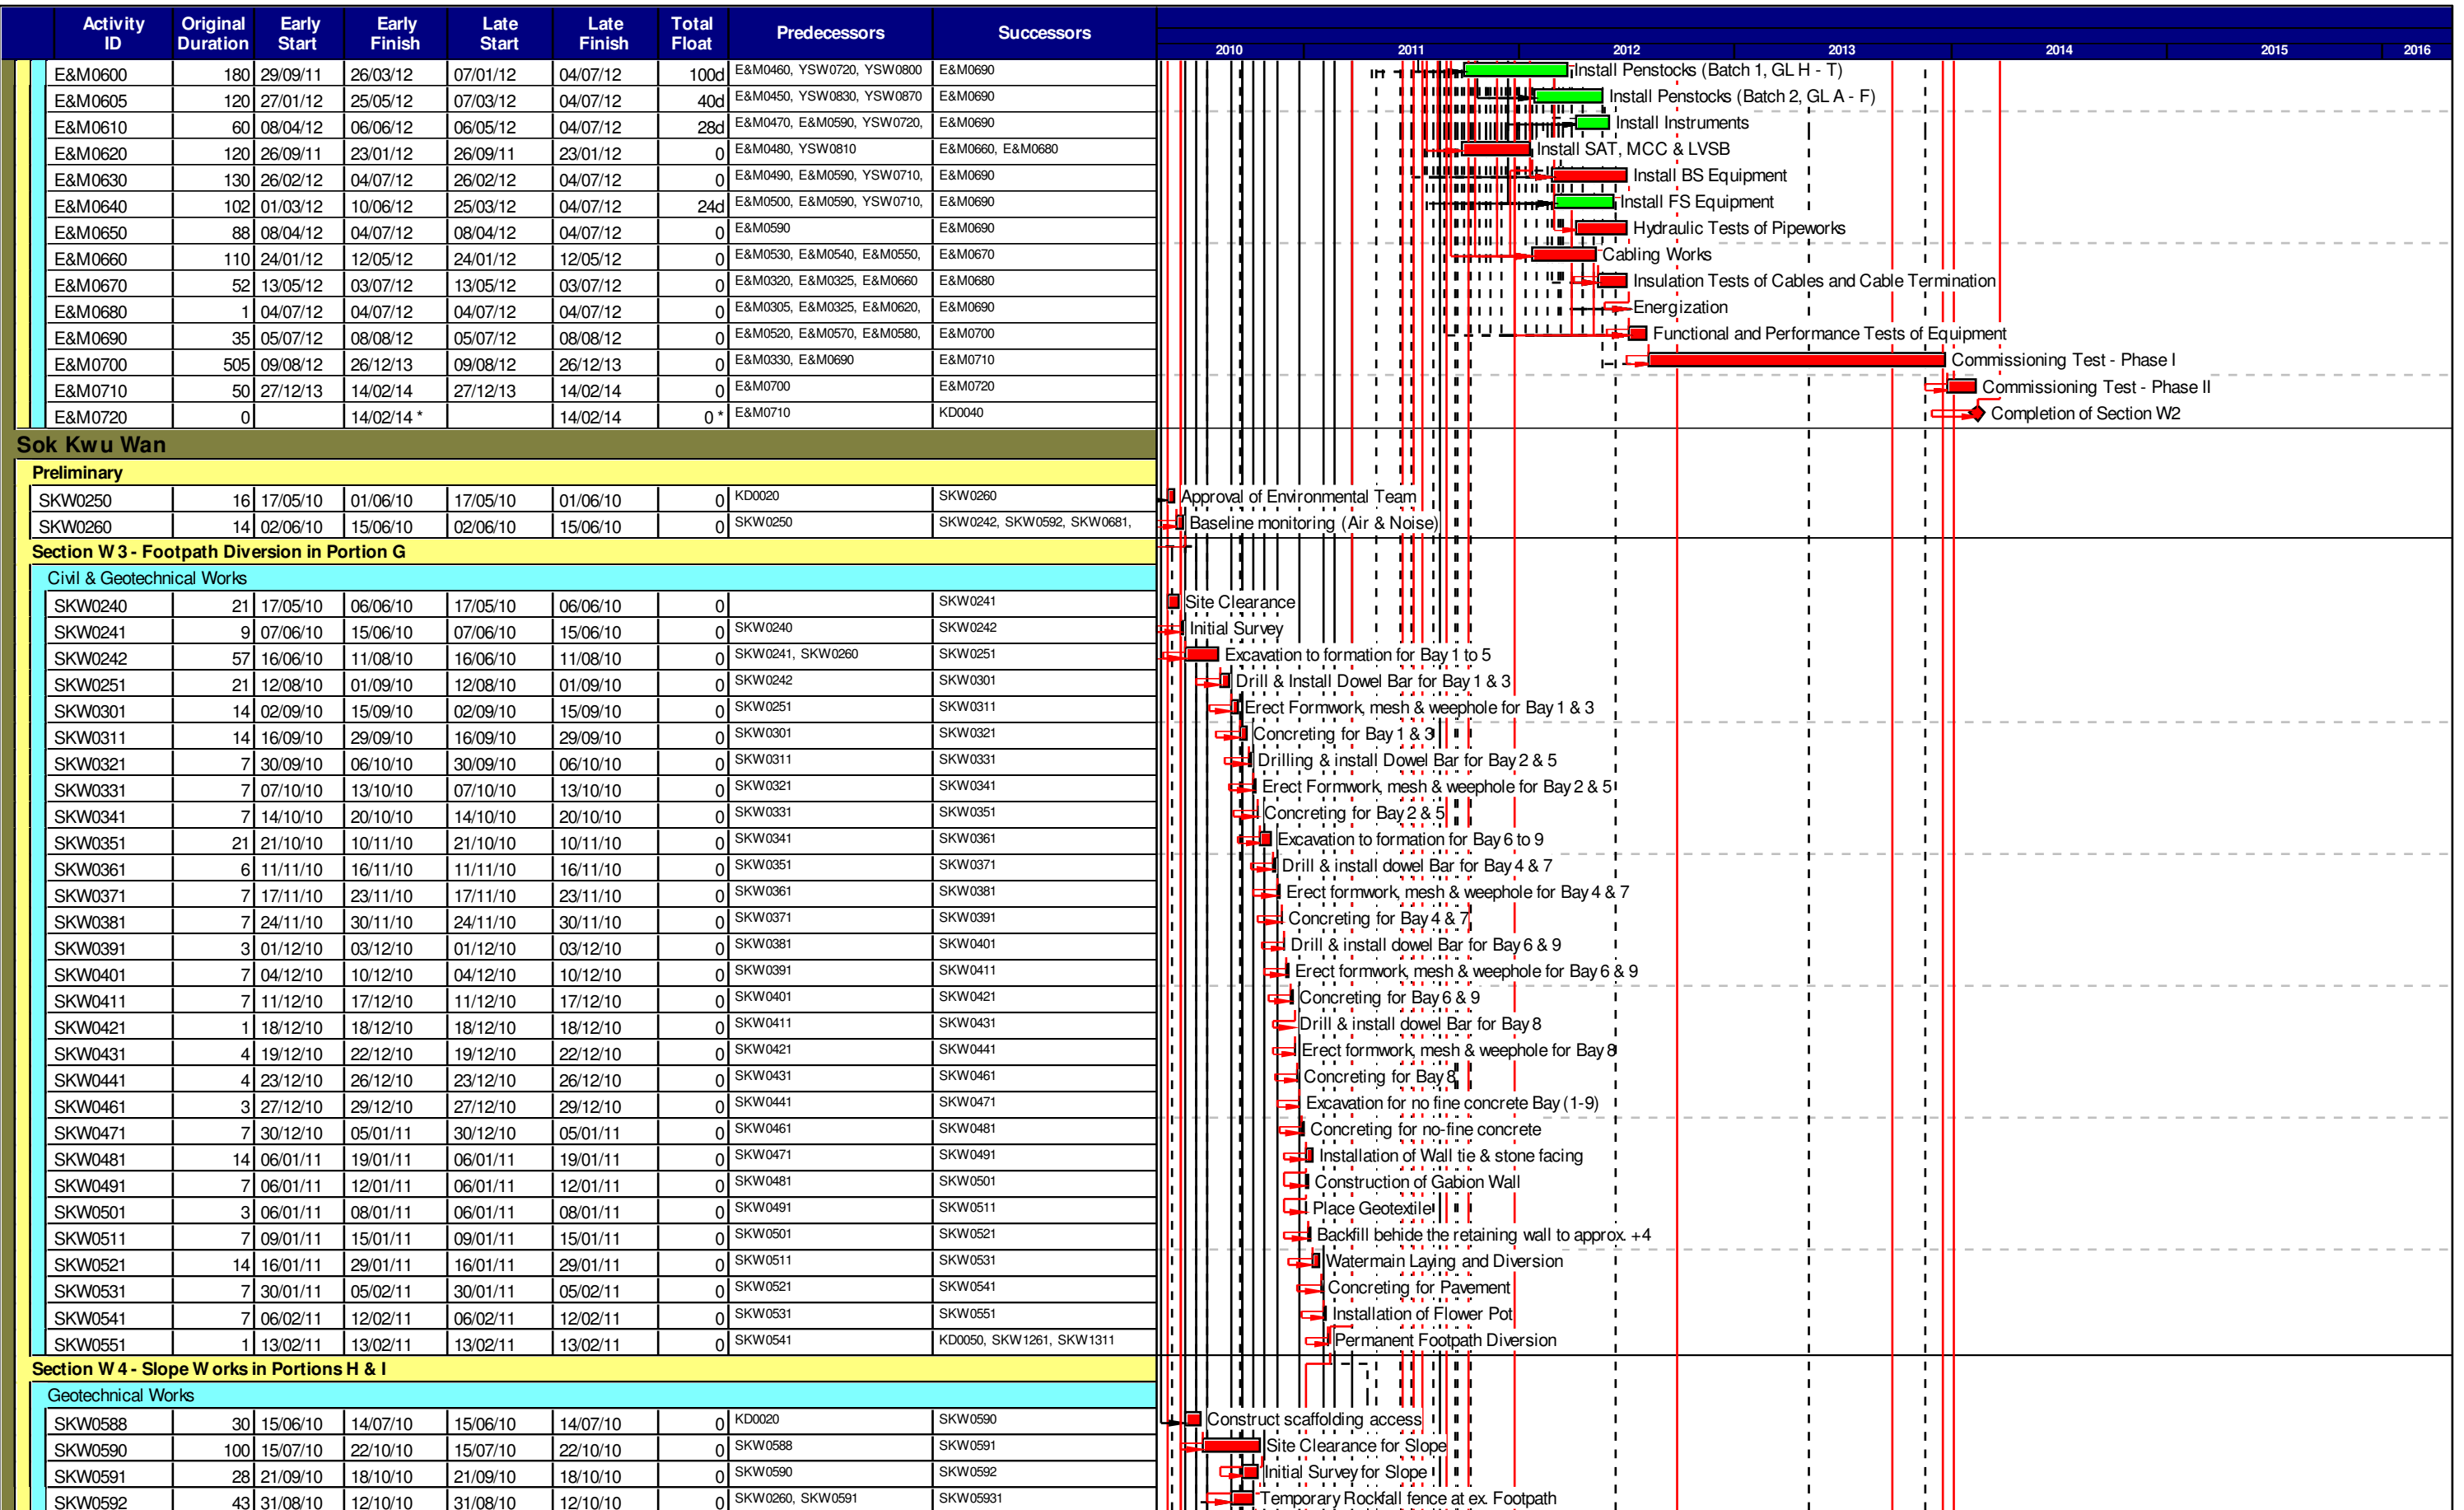 Activity ID | Original Duration | Early Start | Early Finish | Late Start | Late Finish | Total Float | Predecessors | Successors | 2010 | 2011 | 2012 | 2013 | 2014 | 2015 | 2016
E&M0600 180 29/09/11 26/03/12 07/01/12 04/07/12 100d E&M0460, YSW0720, YSW0800 E&M0690 Install Penstocks (Batch 1, GL H - T)
E&M0605 120 27/01/12 25/05/12 07/03/12 04/07/12 40d E&M0450, YSW0830, YSW0870 E&M0690 Install Penstocks (Batch 2, GL A - F)
E&M0610 60 08/04/12 06/06/12 06/05/12 04/07/12 28d E&M0470, E&M0590, YSW0720, E&M0690 Install Instruments
E&M0620 120 26/09/11 23/01/12 26/09/11 23/01/12 0 E&M0480, YSW0810 E&M0660, E&M0680 Install SAT, MCC & LVSB
E&M0630 130 26/02/12 04/07/12 26/02/12 04/07/12 0 E&M0490, E&M0590, YSW0710, E&M0690 Install BS Equipment
E&M0640 102 01/03/12 10/06/12 25/03/12 04/07/12 24d E&M0500, E&M0590, YSW0710, E&M0690 Install FS Equipment
E&M0650 88 08/04/12 04/07/12 08/04/12 04/07/12 0 E&M0590 E&M0690 Hydraulic Tests of Pipeworks
E&M0660 110 24/01/12 12/05/12 24/01/12 12/05/12 0 E&M0530, E&M0540, E&M0550, E&M0670 Cabling Works
E&M0670 52 13/05/12 03/07/12 13/05/12 03/07/12 0 E&M0320, E&M0325, E&M0660 E&M0680 Insulation Tests of Cables and Cable Termination
E&M0680 1 04/07/12 04/07/12 04/07/12 04/07/12 0 E&M0305, E&M0325, E&M0620, E&M0690 Energization
E&M0690 35 05/07/12 08/08/12 05/07/12 08/08/12 0 E&M0520, E&M0570, E&M0580, E&M0700 Functional and Performance Tests of Equipment
E&M0700 505 09/08/12 26/12/13 09/08/12 26/12/13 0 E&M0330, E&M0690 E&M0710 Commissioning Test - Phase I
E&M0710 50 27/12/13 14/02/14 27/12/13 14/02/14 0 E&M0700 E&M0720 Commissioning Test - Phase II
E&M0720 0 14/02/14 * 14/02/14 0 * E&M0710 KD0040 Completion of Section W2
Sok Kwu Wan
Preliminary
SKW0250 16 17/05/10 01/06/10 17/05/10 01/06/10 0 KD0020 SKW0260 Approval of Environmental Team
SKW0260 14 02/06/10 15/06/10 02/06/10 15/06/10 0 SKW0250 SKW0242, SKW0592, SKW0681, Baseline monitoring (Air & Noise)
Section W3 - Footpath Diversion in Portion G
Civil & Geotechnical Works
SKW0240 21 17/05/10 06/06/10 17/05/10 06/06/10 0 SKW0241 Site Clearance
SKW0241 9 07/06/10 15/06/10 07/06/10 15/06/10 0 SKW0240 SKW0242 Initial Survey
SKW0242 57 16/06/10 11/08/10 16/06/10 11/08/10 0 SKW0241, SKW0260 SKW0251 Excavation to formation for Bay 1 to 5
SKW0251 21 12/08/10 01/09/10 12/08/10 01/09/10 0 SKW0242 SKW0301 Drill & Install Dowel Bar for Bay 1 & 3
SKW0301 14 02/09/10 15/09/10 02/09/10 15/09/10 0 SKW0251 SKW0311 Erect Formwork, mesh & weephole for Bay 1 & 3
SKW0311 14 16/09/10 29/09/10 16/09/10 29/09/10 0 SKW0301 SKW0321 Concreting for Bay 1 & 3
SKW0321 7 30/09/10 06/10/10 30/09/10 06/10/10 0 SKW0311 SKW0331 Drilling & install Dowel Bar for Bay 2 & 5
SKW0331 7 07/10/10 13/10/10 07/10/10 13/10/10 0 SKW0321 SKW0341 Erect Formwork, mesh & weephole for Bay 2 & 5
SKW0341 7 14/10/10 20/10/10 14/10/10 20/10/10 0 SKW0331 SKW0351 Concreting for Bay 2 & 5
SKW0351 21 21/10/10 10/11/10 21/10/10 10/11/10 0 SKW0341 SKW0361 Excavation to formation for Bay 6 to 9
SKW0361 6 11/11/10 16/11/10 11/11/10 16/11/10 0 SKW0351 SKW0371 Drill & install dowel Bar for Bay 4 & 7
SKW0371 7 17/11/10 23/11/10 17/11/10 23/11/10 0 SKW0361 SKW0381 Erect formwork, mesh & weephole for Bay 4 & 7
SKW0381 7 24/11/10 30/11/10 24/11/10 30/11/10 0 SKW0371 SKW0391 Concreting for Bay 4 & 7
SKW0391 3 01/12/10 03/12/10 01/12/10 03/12/10 0 SKW0381 SKW0401 Drill & install dowel Bar for Bay 6 & 9
SKW0401 7 04/12/10 10/12/10 04/12/10 10/12/10 0 SKW0391 SKW0411 Erect formwork, mesh & weephole for Bay 6 & 9
SKW0411 7 11/12/10 17/12/10 11/12/10 17/12/10 0 SKW0401 SKW0421 Concreting for Bay 6 & 9
SKW0421 1 18/12/10 18/12/10 18/12/10 18/12/10 0 SKW0411 SKW0431 Drill & install dowel Bar for Bay 8
SKW0431 4 19/12/10 22/12/10 19/12/10 22/12/10 0 SKW0421 SKW0441 Erect formwork, mesh & weephole for Bay 8
SKW0441 4 23/12/10 26/12/10 23/12/10 26/12/10 0 SKW0431 SKW0461 Concreting for Bay 8
SKW0461 3 27/12/10 29/12/10 27/12/10 29/12/10 0 SKW0441 SKW0471 Excavation for no fine concrete Bay (1-9)
SKW0471 7 30/12/10 05/01/11 30/12/10 05/01/11 0 SKW0461 SKW0481 Concreting for no-fine concrete
SKW0481 14 06/01/11 19/01/11 06/01/11 19/01/11 0 SKW0471 SKW0491 Installation of Wall tie & stone facing
SKW0491 7 06/01/11 12/01/11 06/01/11 12/01/11 0 SKW0481 SKW0501 Construction of Gabion Wall
SKW0501 3 06/01/11 08/01/11 06/01/11 08/01/11 0 SKW0491 SKW0511 Place Geotextile
SKW0511 7 09/01/11 15/01/11 09/01/11 15/01/11 0 SKW0501 SKW0521 Backfill behide the retaining wall to approx. +4
SKW0521 14 16/01/11 29/01/11 16/01/11 29/01/11 0 SKW0511 SKW0531 Watermain Laying and Diversion
SKW0531 7 30/01/11 05/02/11 30/01/11 05/02/11 0 SKW0521 SKW0541 Concreting for Pavement
SKW0541 7 06/02/11 12/02/11 06/02/11 12/02/11 0 SKW0531 SKW0551 Installation of Flower Pot
SKW0551 1 13/02/11 13/02/11 13/02/11 13/02/11 0 SKW0541 KD0050, SKW1261, SKW1311 Permanent Footpath Diversion
Section W4 - Slope Works in Portions H & I
Geotechnical Works
SKW0588 30 15/06/10 14/07/10 15/06/10 14/07/10 0 KD0020 SKW0590 Construct scaffolding access
SKW0590 100 15/07/10 22/10/10 15/07/10 22/10/10 0 SKW0588 SKW0591 Site Clearance for Slope
SKW0591 28 21/09/10 18/10/10 21/09/10 18/10/10 0 SKW0590 SKW0592 Initial Survey for Slope
SKW0592 43 31/08/10 12/10/10 31/08/10 12/10/10 0 SKW0260, SKW0591 SKW05931 Temporary Rockfall fence at ex. Footpath